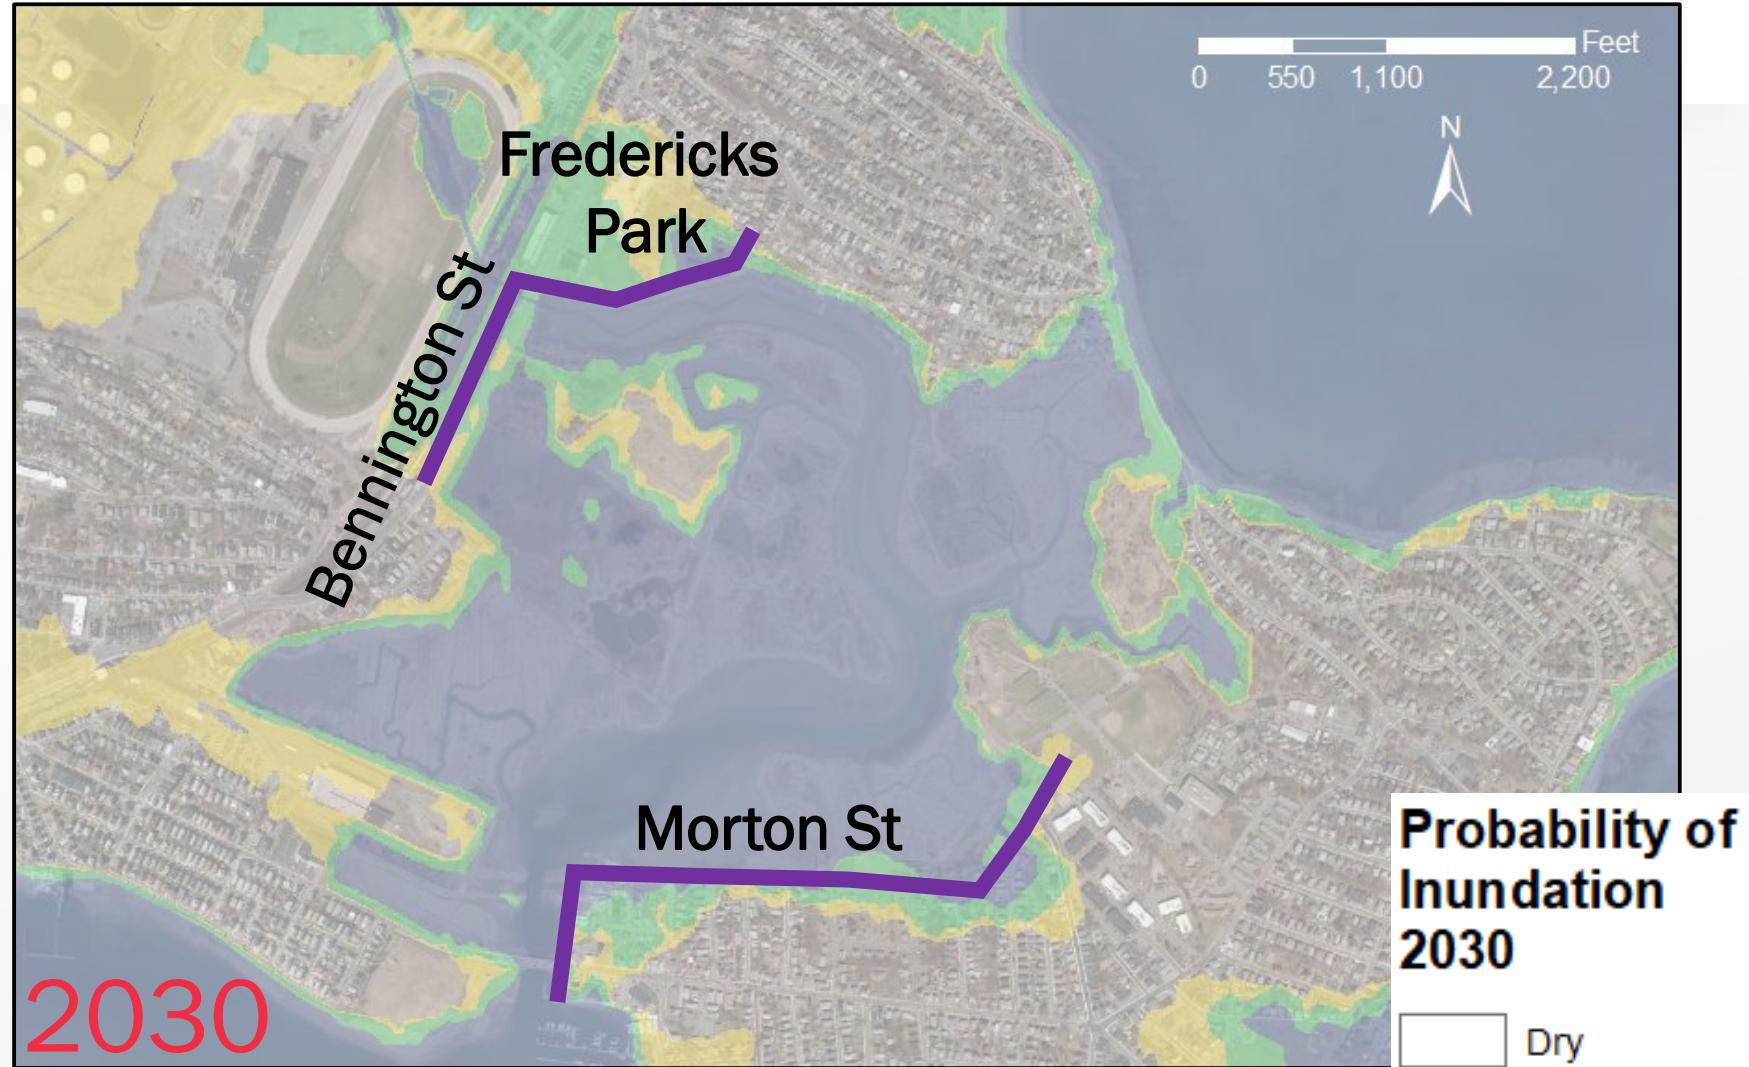 Feet
0 550 1,100 2,200
N
Fredericks
Park
Bennington St
Morton St
2030
Probability of
Inundation
2030
Dry